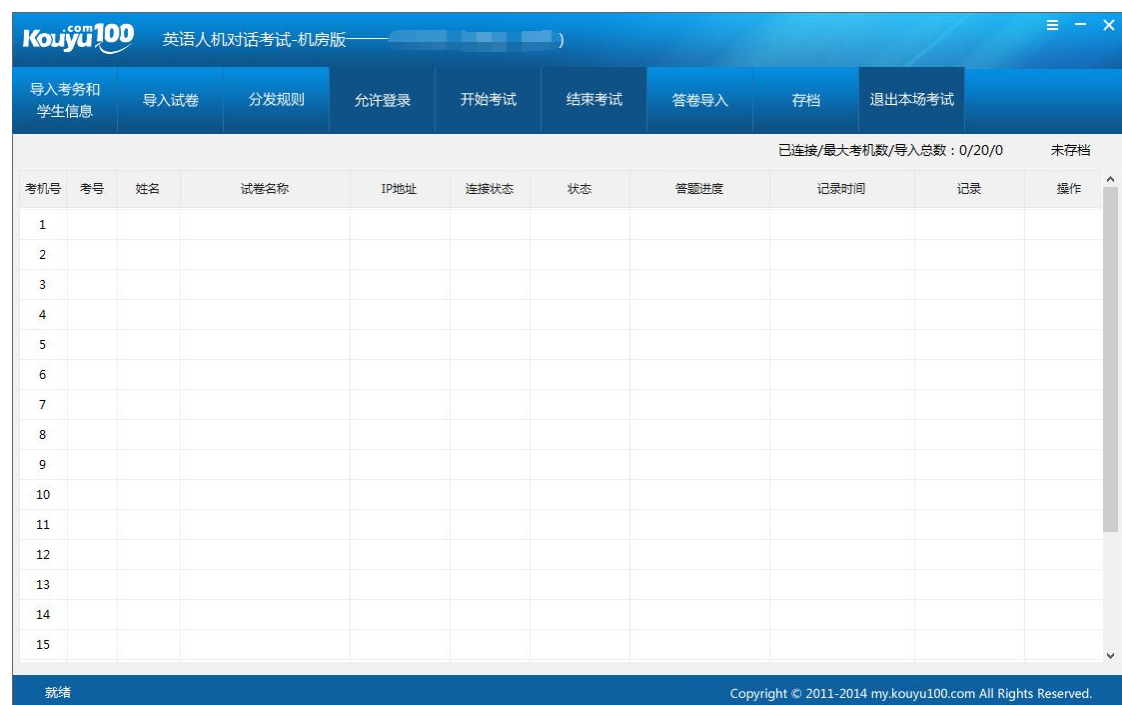 Kouyu100.com
英语人机对话考试-机房版—— )
导入考务和
学生信息
导入试卷 分发规则 允许登录 开始考试 结束考试 答卷导入 存档 退出本场考试
已连接/最大考机数/导入总数：0/20/0 未存档
考机号 考号 姓名 试卷名称 IP地址 连接状态 状态 答题进度 记录时间 记录 操作
1
2
3
4
5
6
7
8
9
10
11
12
13
14
15
就绪 Copyright © 2011-2014 my.kouyu100.com All Rights Reserved.